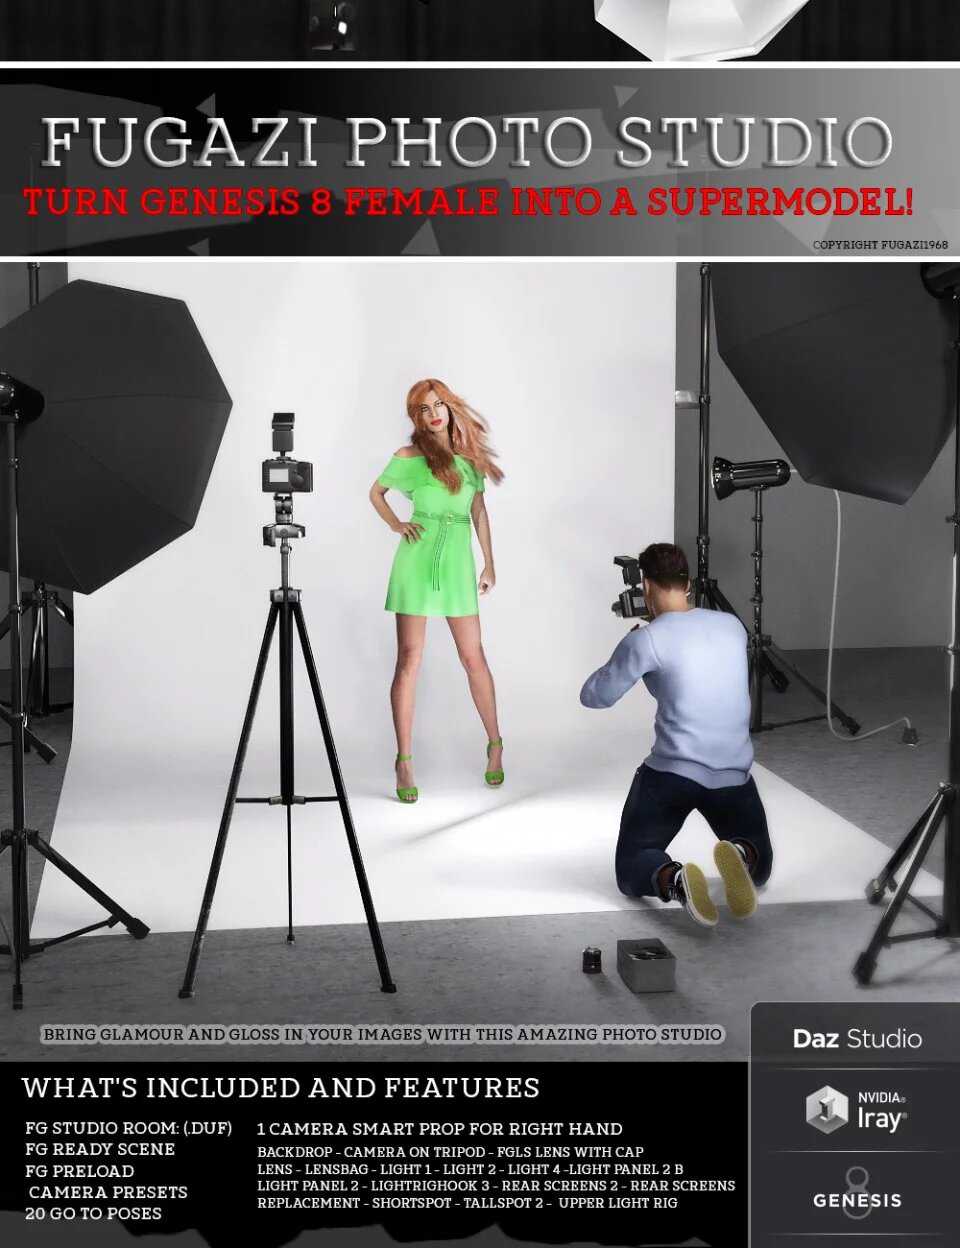 FUGAZI PHOTO STUDIO
TURN GENESIS 8 FEMALE INTO A SUPERMODEL!
COPYRIGHT FUGAZI1968
BRING GLAMOUR AND GLOSS IN YOUR IMAGES WITH THIS AMAZING PHOTO STUDIO
WHAT'S INCLUDED AND FEATURES
FG STUDIO ROOM: (.DUF)
FG READY SCENE
FG PRELOAD
CAMERA PRESETS
20 GO TO POSES
1 CAMERA SMART PROP FOR RIGHT HAND
BACKDROP - CAMERA ON TRIPOD - FGLS LENS WITH CAP
LENS - LENSBAG - LIGHT 1 - LIGHT 2 - LIGHT 4 -LIGHT PANEL 2 B
LIGHT PANEL 2 - LIGHTRIGHOOK 3 - REAR SCREENS 2 - REAR SCREENS
REPLACEMENT - SHORTSPOT - TALLSPOT 2 - UPPER LIGHT RIG
Daz Studio
NVIDIA®
Iray®
8
GENESIS